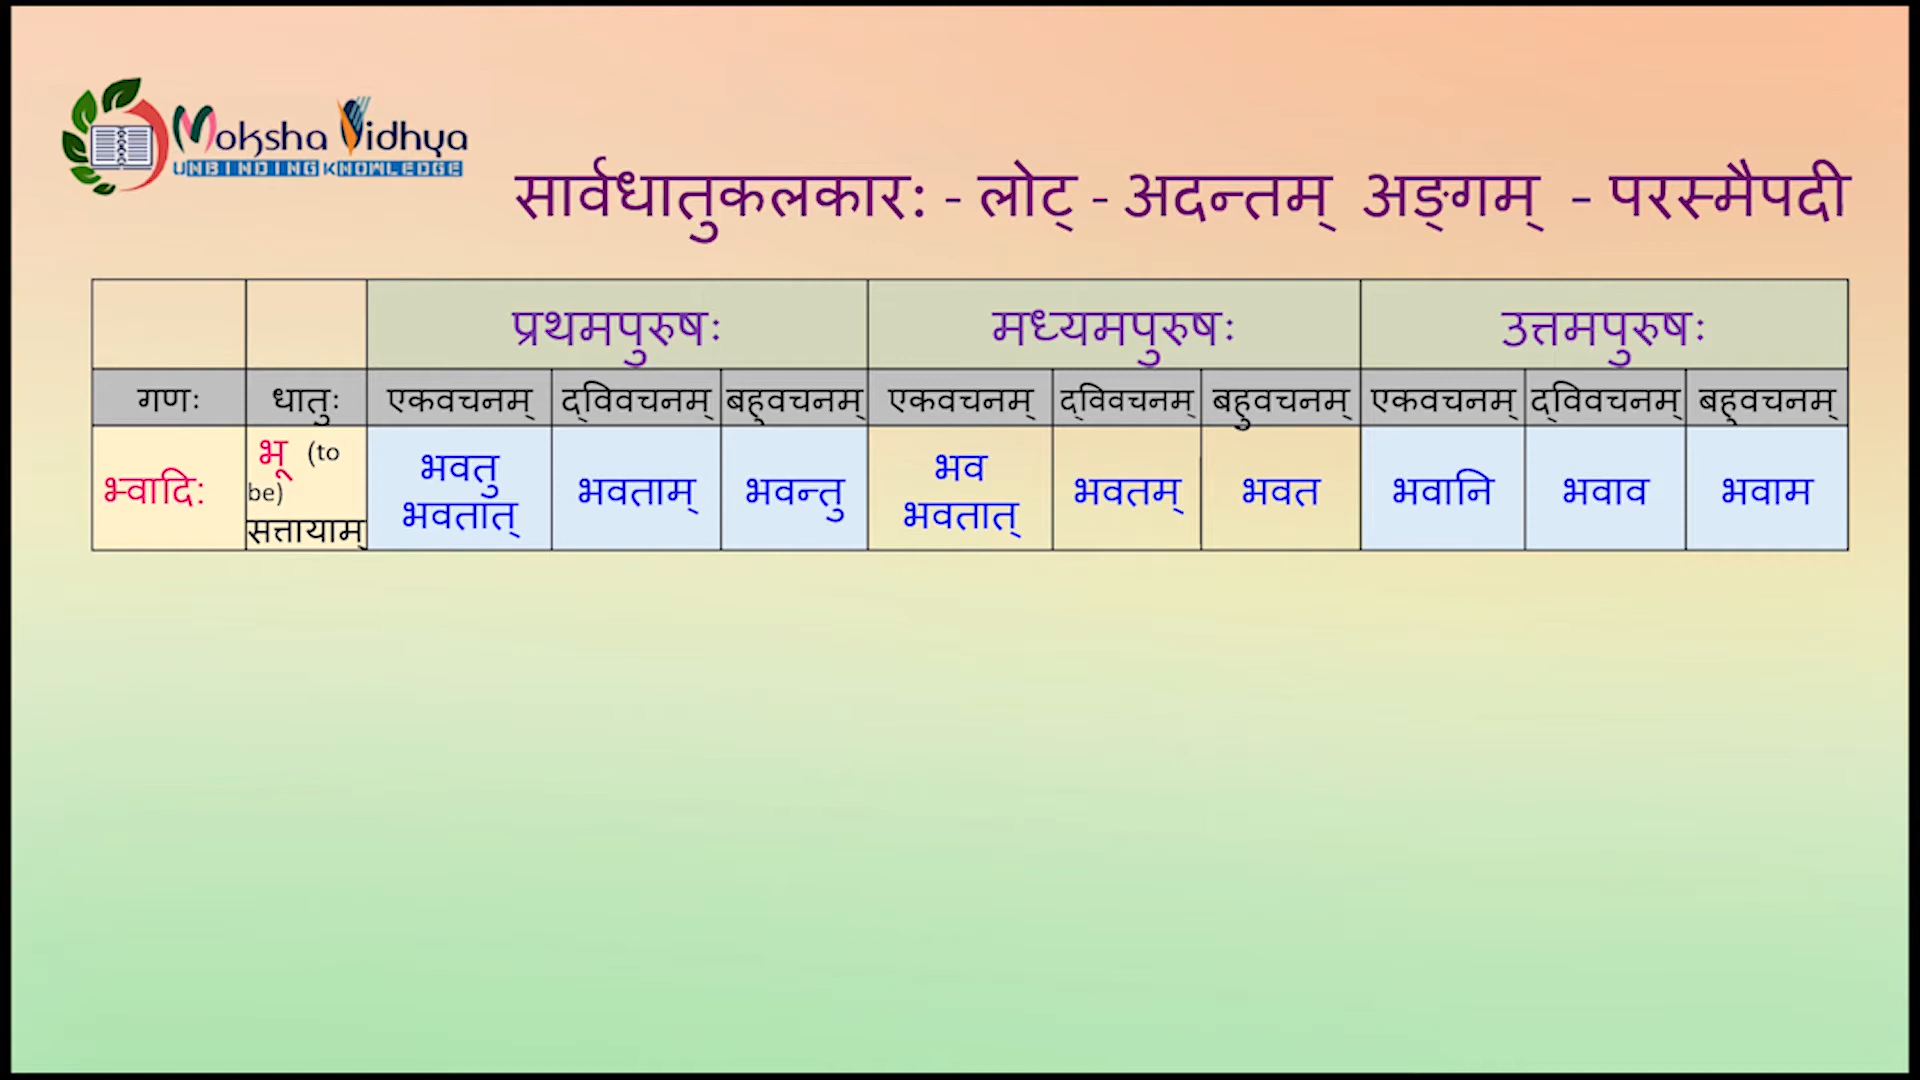 Moksha Vidhya
UNBINDING KNOWLEDGE
सार्वधातुकलकार: - लोट् - अदन्तम् अङ्गम् - परस्मैपदी
प्रथमपुरुषः मध्यमपुरुषः उत्तमपुरुषः
गणः धातुः एकवचनम् द्विवचनम् बहुवचनम् एकवचनम् द्विवचनम् बहुवचनम् एकवचनम् द्विवचनम् बहुवचनम्
भ्वादि: भू (to be) सत्तायाम् भवतु भवतात् भवताम् भवन्तु भव भवतात् भवतम् भवत भवानि भवाव भवाम